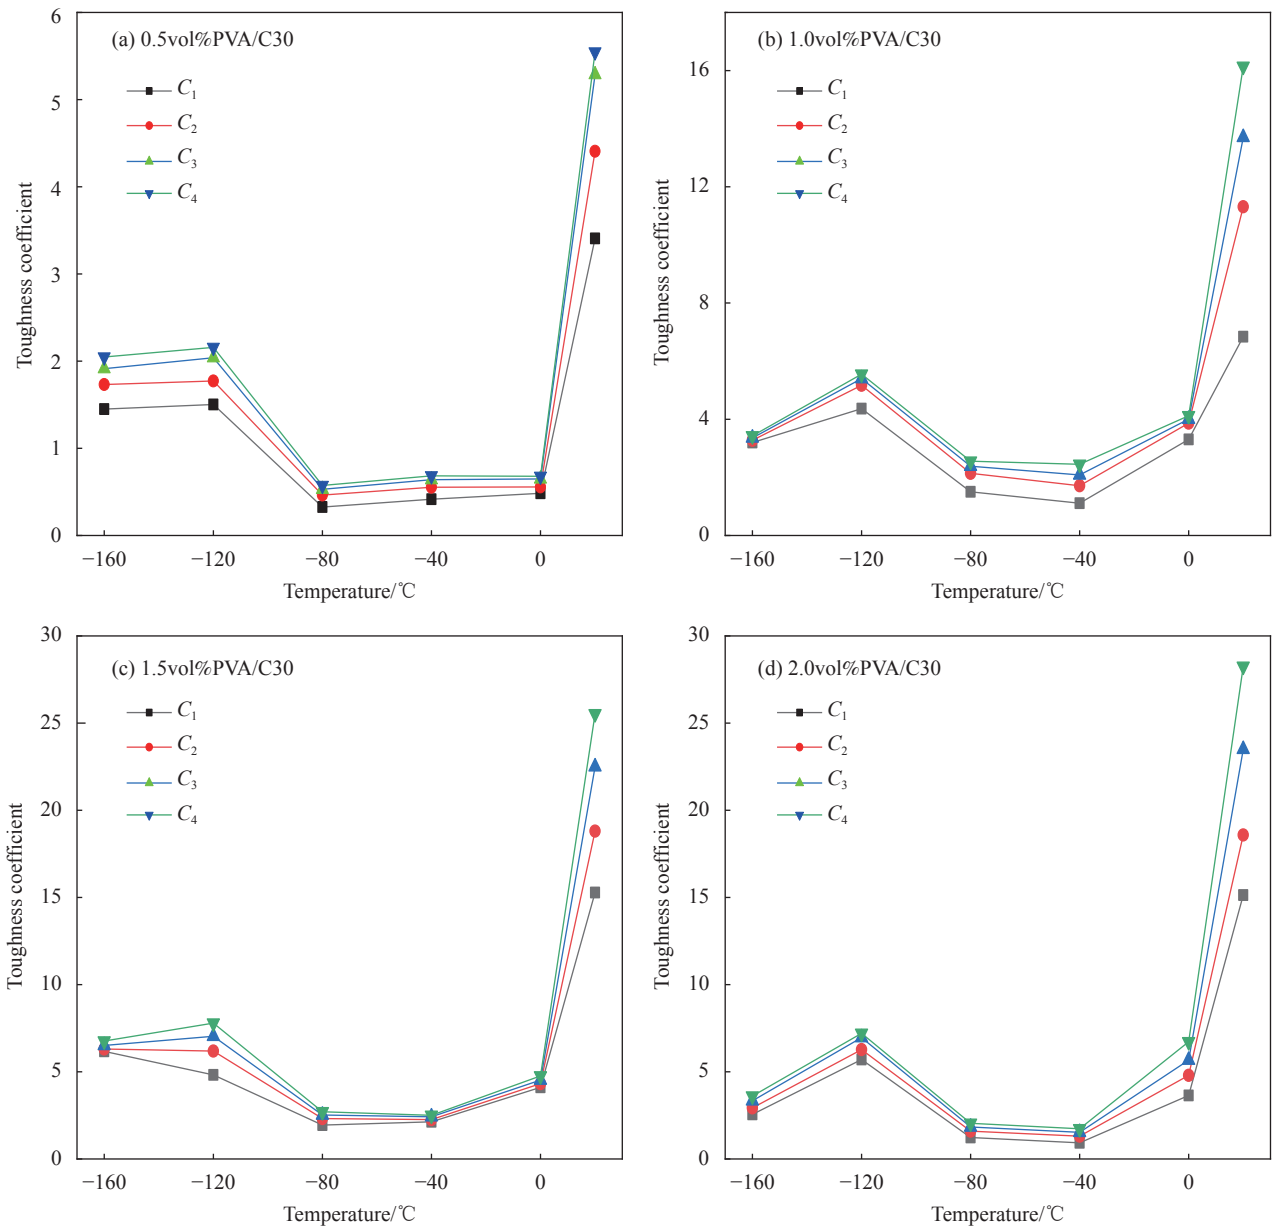 (a) 0.5vol%PVA/C30
C1
C2
C3
C4
6
5
4
3
2
1
0
−160 −120 −80 −40 0
Temperature/℃
Toughness coefficient
(b) 1.0vol%PVA/C30
C1
C2
C3
C4
16
12
8
4
0
−160 −120 −80 −40 0
Temperature/℃
Toughness coefficient
(c) 1.5vol%PVA/C30
C1
C2
C3
C4
30
25
20
15
10
5
0
−160 −120 −80 −40 0
Temperature/℃
Toughness coefficient
(d) 2.0vol%PVA/C30
C1
C2
C3
C4
30
25
20
15
10
5
0
−160 −120 −80 −40 0
Temperature/℃
Toughness coefficient